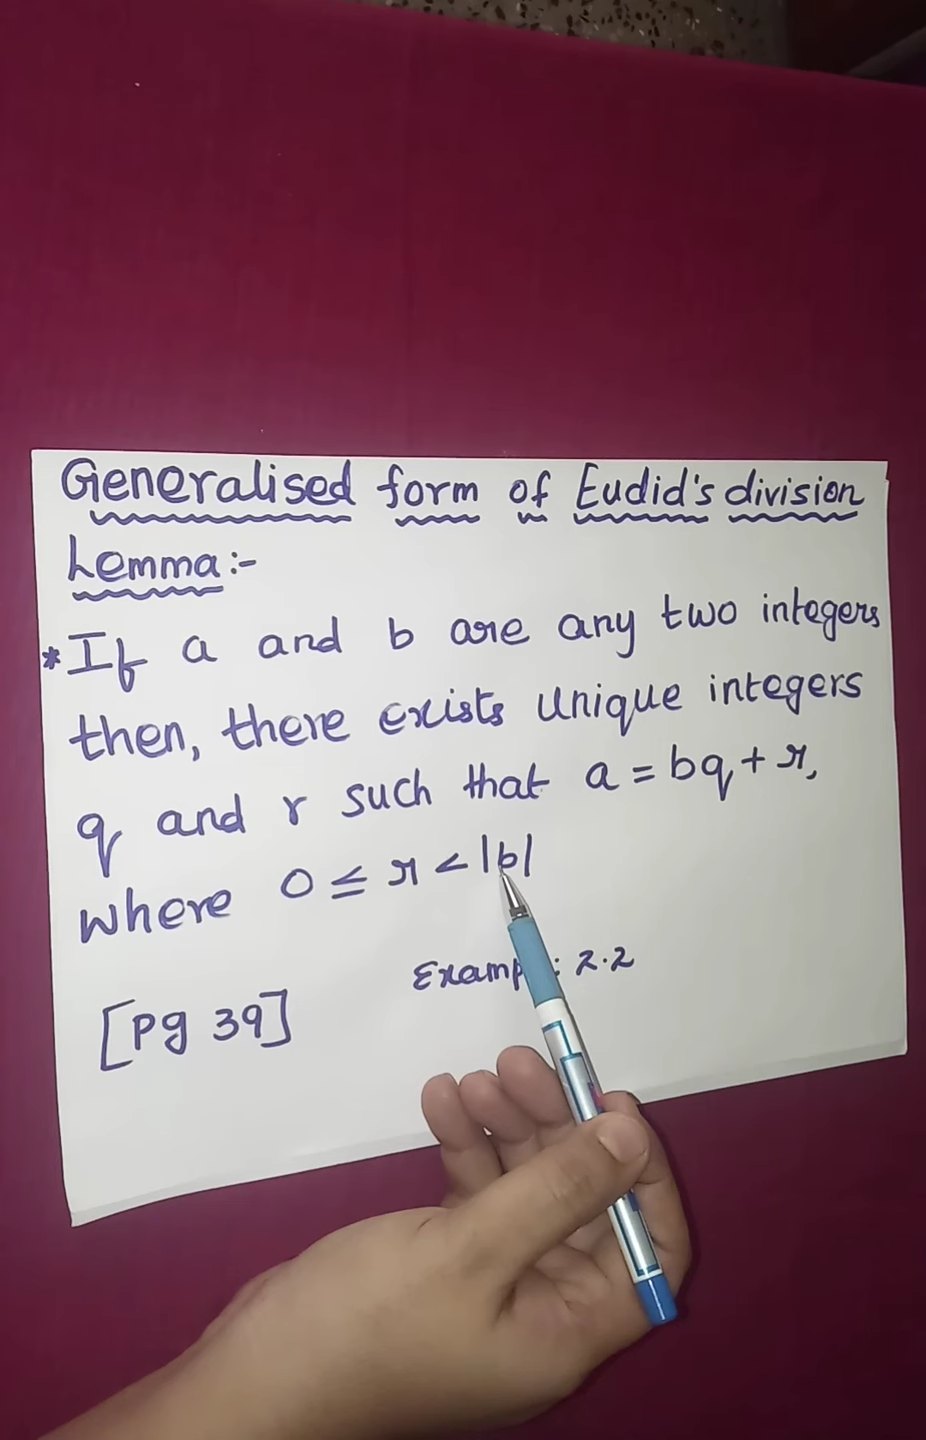 Generalised form of Eudid's division
Lemma:-
*If a and b are any two integers
then, there exists unique integers
q and r such that a = bq + r,
where 0 ≤ r < |b|
Examp : 2.2
[Pg 39]